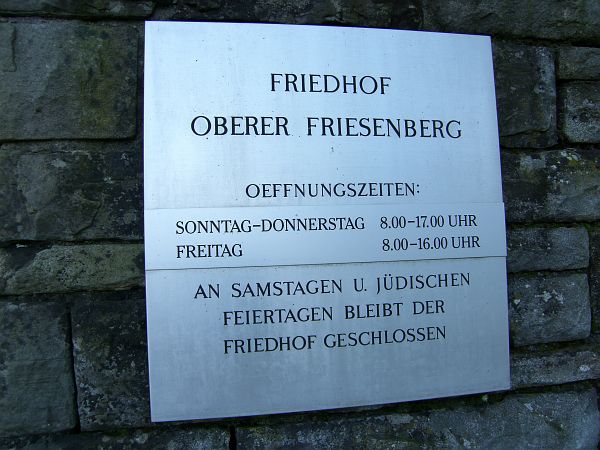 FRIEDHOF
OBERER FRIESENBERG
OEFFNUNGSZEITEN:
SONNTAG-DONNERSTAG 8.00-17.00 UHR
FREITAG 8.00-16.00 UHR
AN SAMSTAGEN U. JÜDISCHEN
FEIERTAGEN BLEIBT DER
FRIEDHOF GESCHLOSSEN